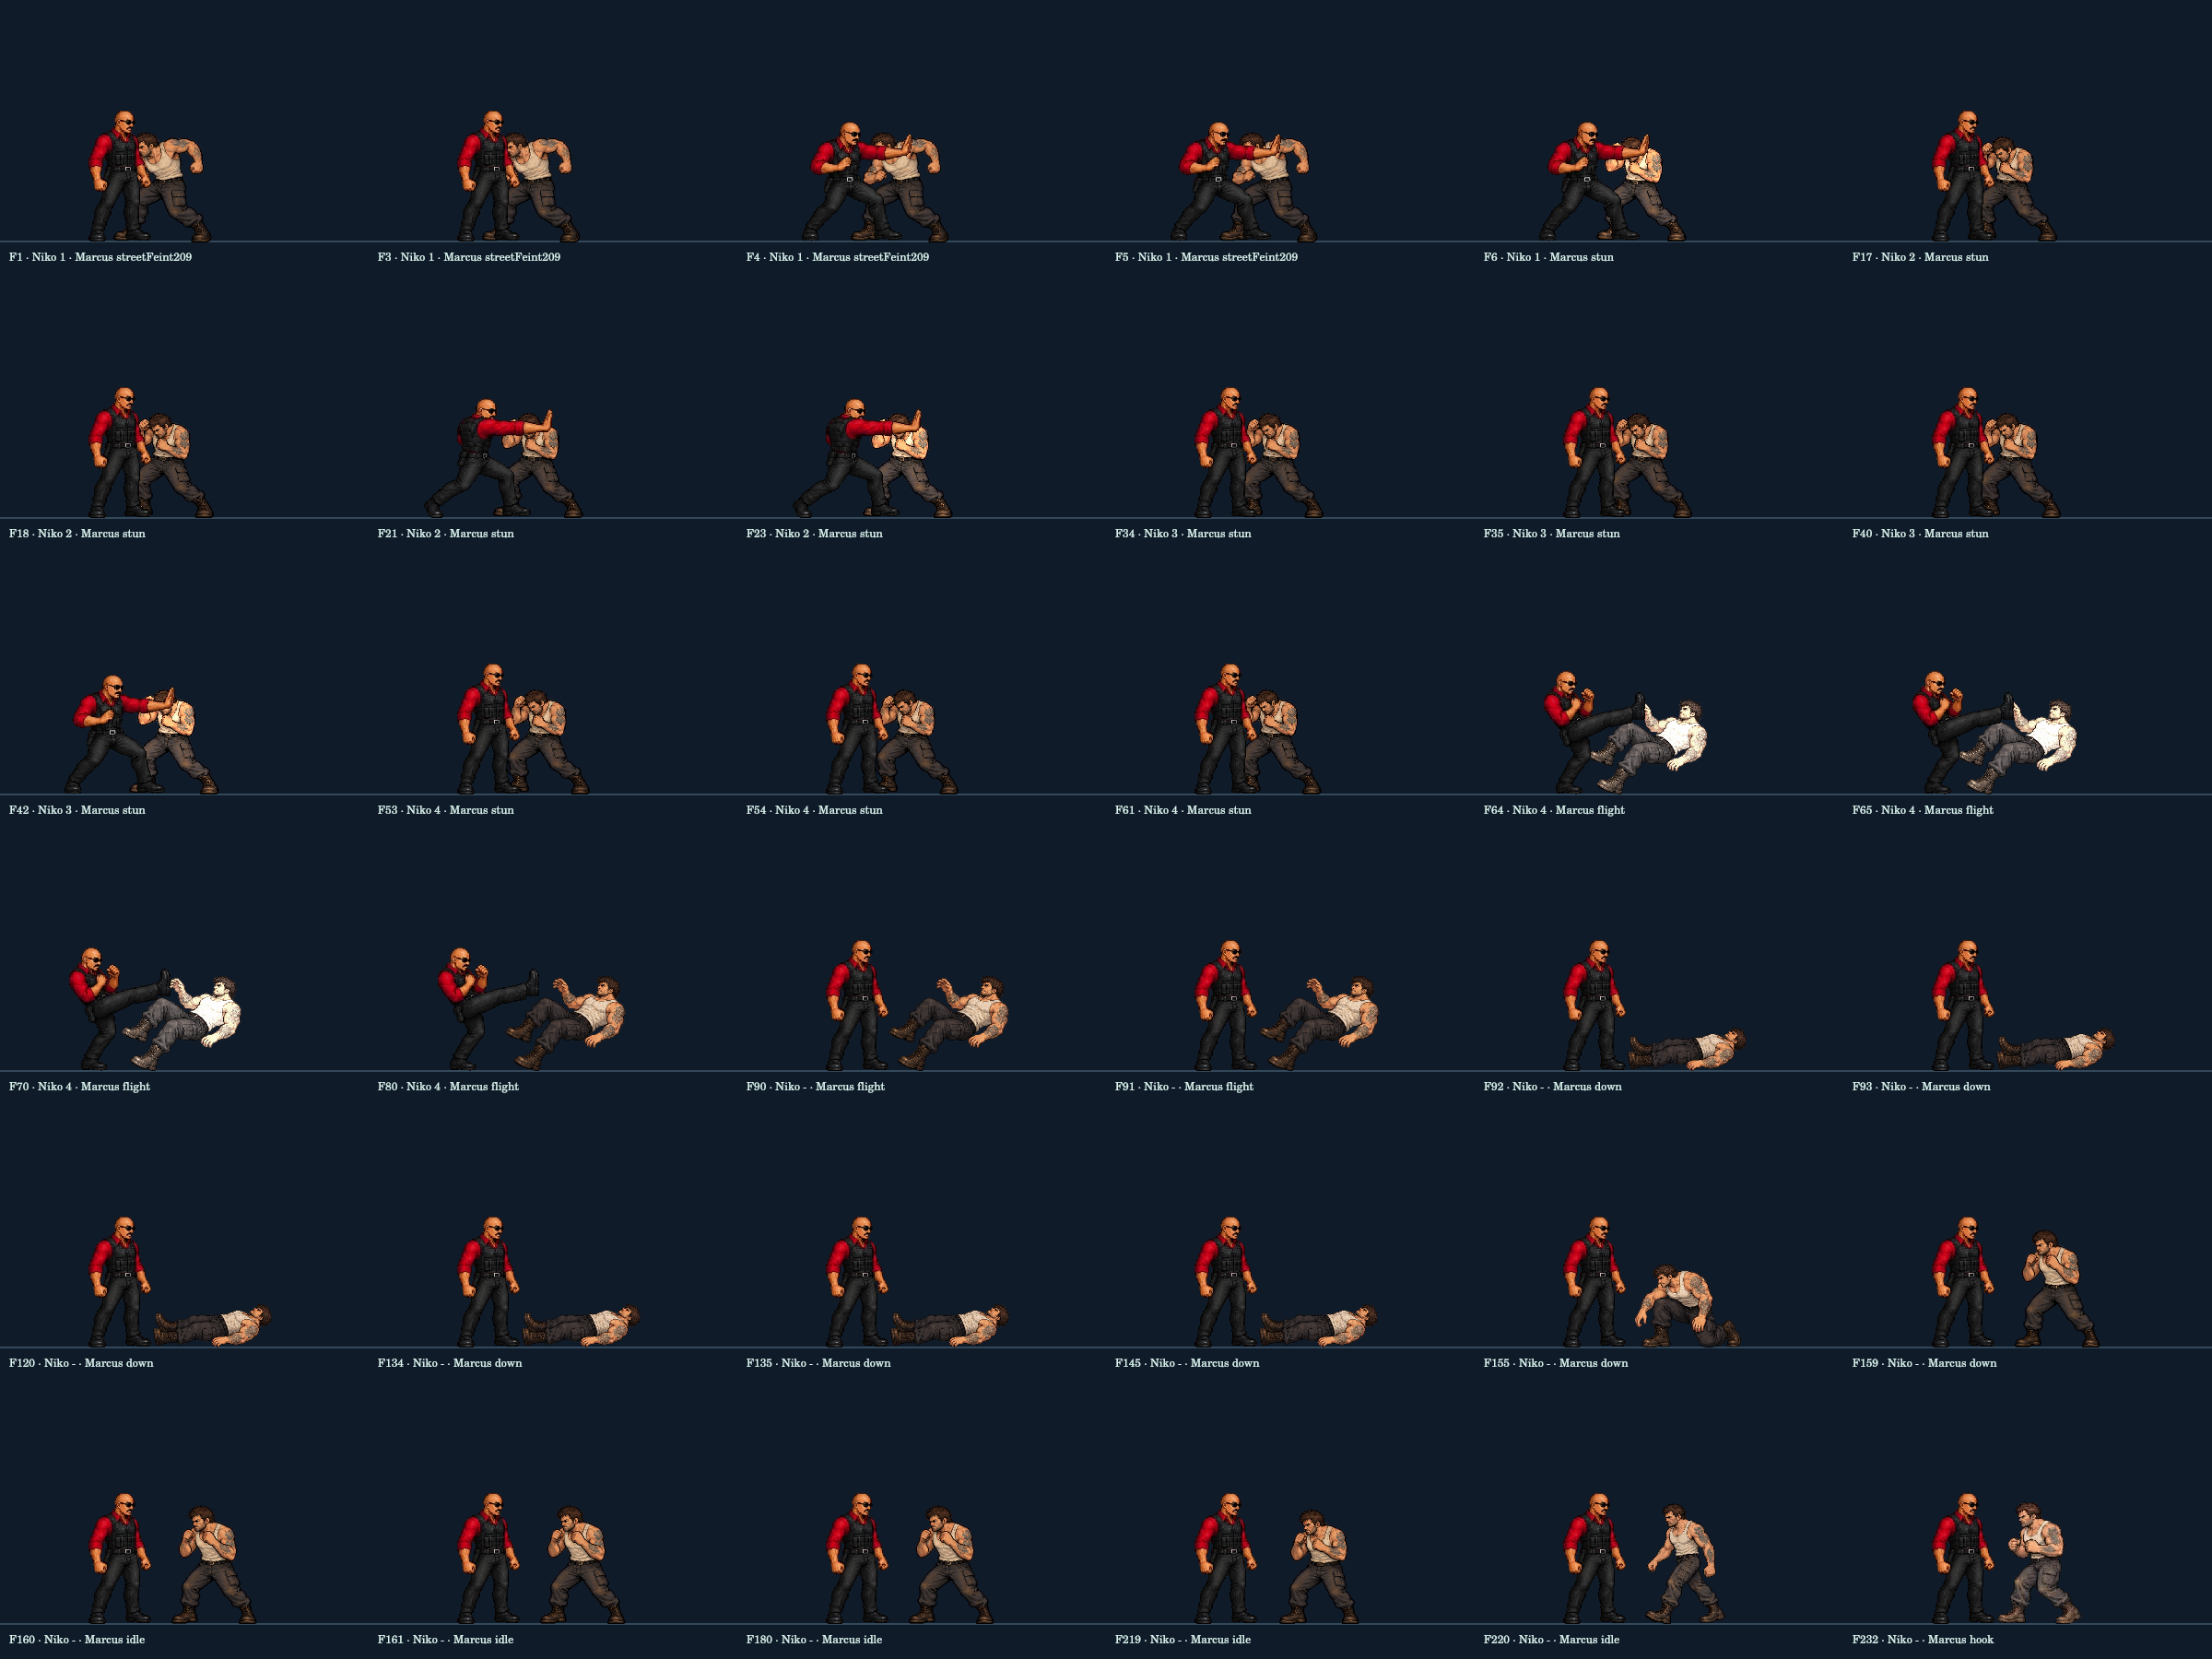 F1 · Niko 1 · Marcus streetFeint209
F3 · Niko 1 · Marcus streetFeint209
F4 · Niko 1 · Marcus streetFeint209
F5 · Niko 1 · Marcus streetFeint209
F6 · Niko 1 · Marcus stun
F17 · Niko 2 · Marcus stun
F18 · Niko 2 · Marcus stun
F21 · Niko 2 · Marcus stun
F23 · Niko 2 · Marcus stun
F34 · Niko 3 · Marcus stun
F35 · Niko 3 · Marcus stun
F40 · Niko 3 · Marcus stun
F42 · Niko 3 · Marcus stun
F53 · Niko 4 · Marcus stun
F54 · Niko 4 · Marcus stun
F61 · Niko 4 · Marcus stun
F64 · Niko 4 · Marcus flight
F65 · Niko 4 · Marcus flight
F70 · Niko 4 · Marcus flight
F80 · Niko 4 · Marcus flight
F90 · Niko - · Marcus flight
F91 · Niko - · Marcus flight
F92 · Niko - · Marcus down
F93 · Niko - · Marcus down
F120 · Niko - · Marcus down
F134 · Niko - · Marcus down
F135 · Niko - · Marcus down
F145 · Niko - · Marcus down
F155 · Niko - · Marcus down
F159 · Niko - · Marcus down
F160 · Niko - · Marcus idle
F161 · Niko - · Marcus idle
F180 · Niko - · Marcus idle
F219 · Niko - · Marcus idle
F220 · Niko - · Marcus idle
F232 · Niko - · Marcus hook